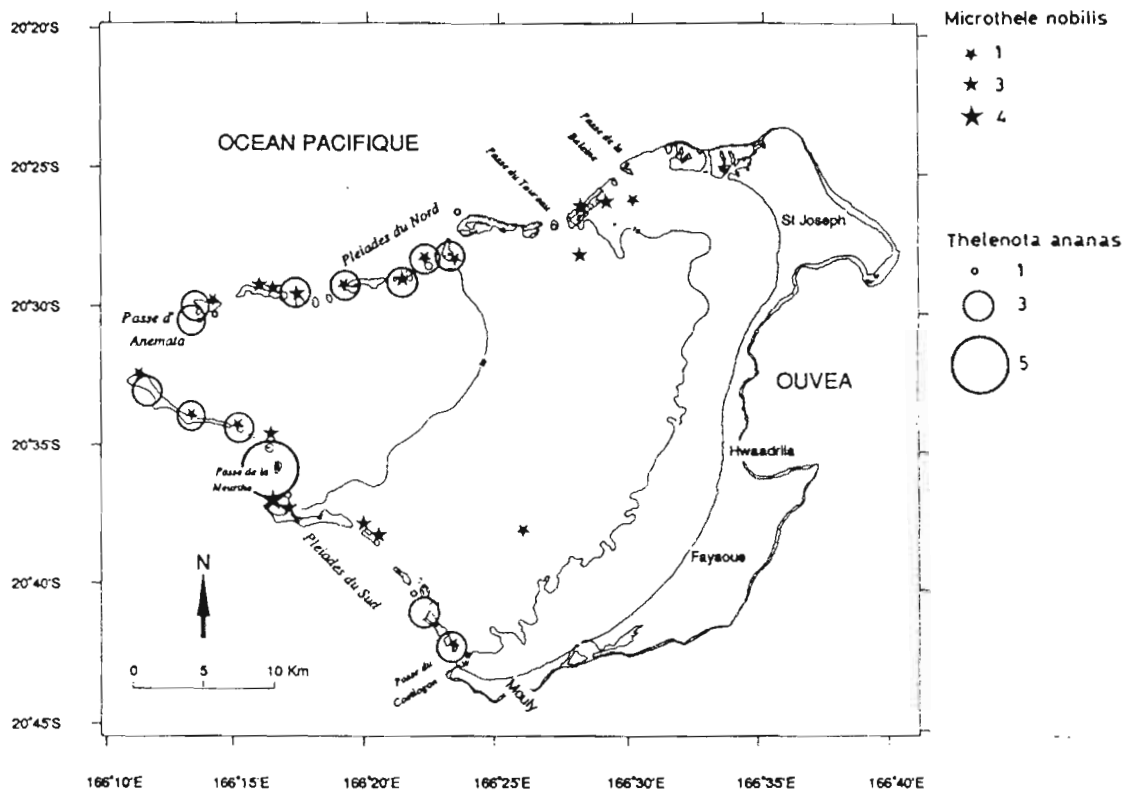 20°20'S
20°25'S
20°30'S
20°35'S
20°40'S
20°45'S
166°10'E
166°15'E
166°20'E
166°25'E
166°30'E
166°35'E
166°40'E
OCEAN PACIFIQUE
Passe de la
Baleine
Passe du Taureau
Pleiades du Nord
St Joseph
Passe d'
Anemata
OUVEA
Hwaadrila
Passe de la
Meurthe
Pleiades du Sud
Fayaoue
N
0 5 10 Km
Passe du
Coetlogon
Mouly
Microthele nobilis
1
3
4
Thelenota ananas
1
3
5